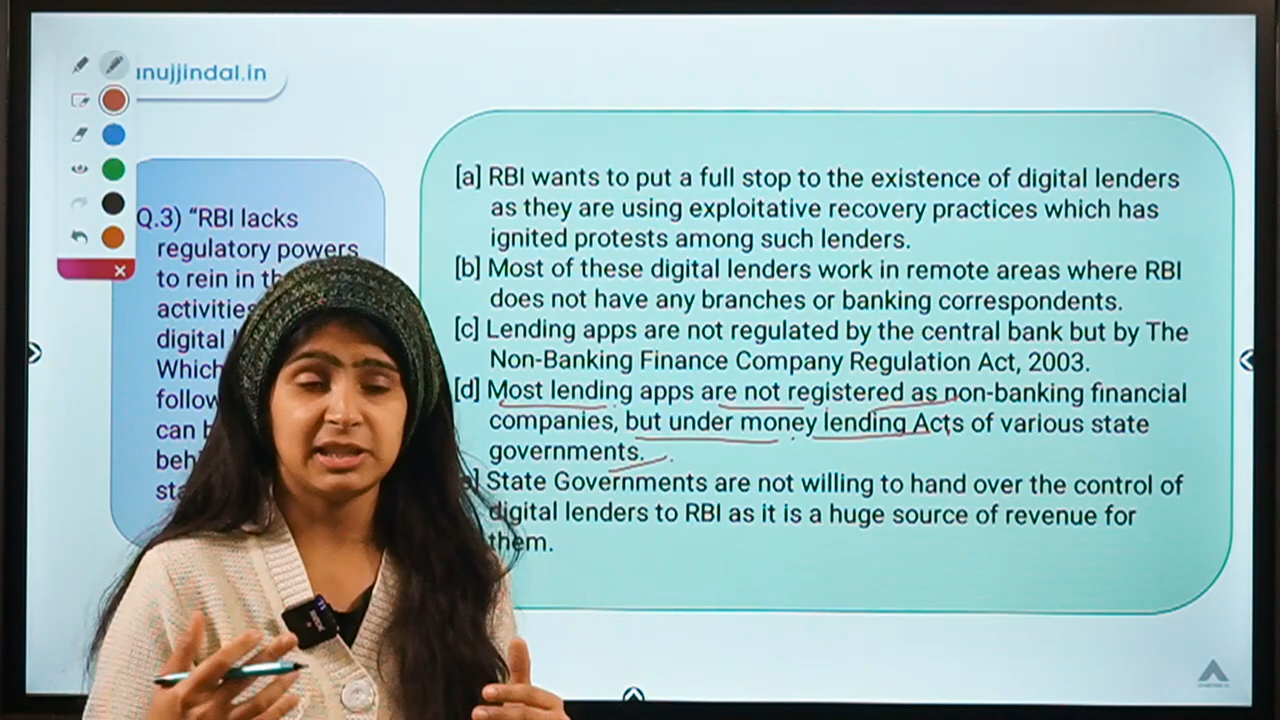 anujjindal.in
Q.3) “RBI lacks
regulatory powers
to rein in
activities
digital
Which
can
[a] RBI wants to put a full stop to the existence of digital lenders
as they are using exploitative recovery practices which has
ignited protests among such lenders.
[b] Most of these digital lenders work in remote areas where RBI
does not have any branches or banking correspondents.
[c] Lending apps are not regulated by the central bank but by The
Non-Banking Finance Company Regulation Act, 2003.
[d] Most lending apps are not registered as non-banking financial
companies, but under money lending Acts of various state
governments.
State Governments are not willing to hand over the control of
digital lenders to RBI as it is a huge source of revenue for
them.